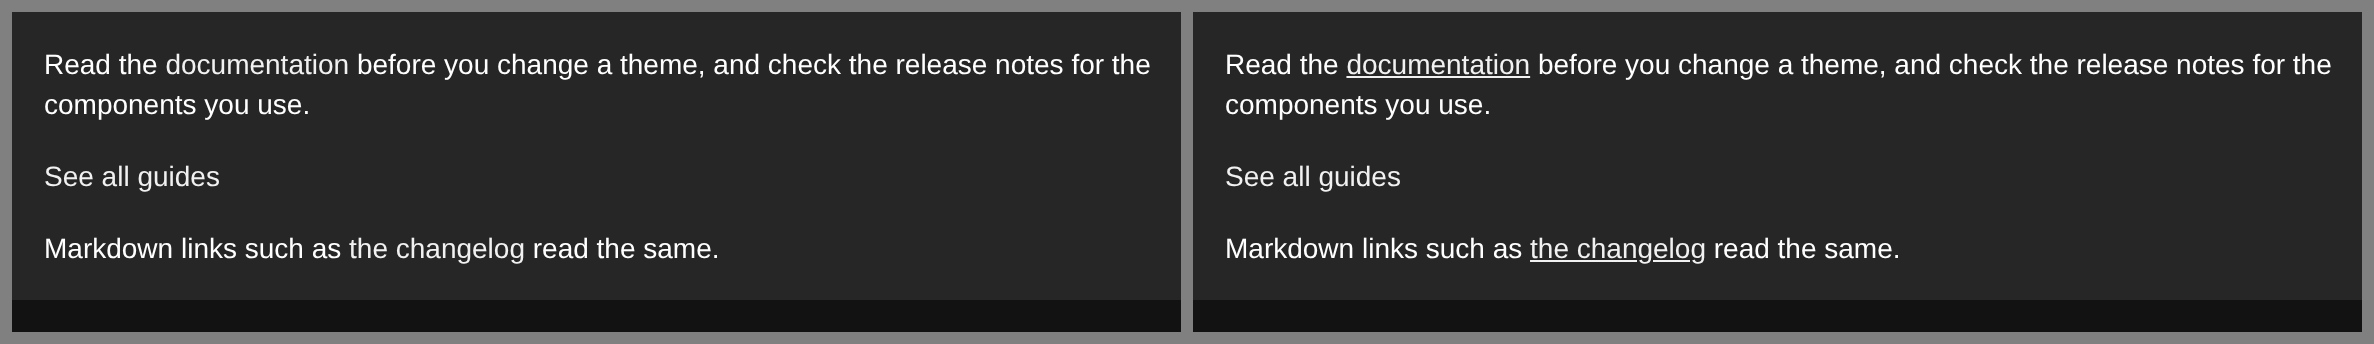 Read the documentation before you change a theme, and check the release notes for the
components you use.
See all guides
Markdown links such as the changelog read the same.
Read the documentation before you change a theme, and check the release notes for the
components you use.
See all guides
Markdown links such as the changelog read the same.